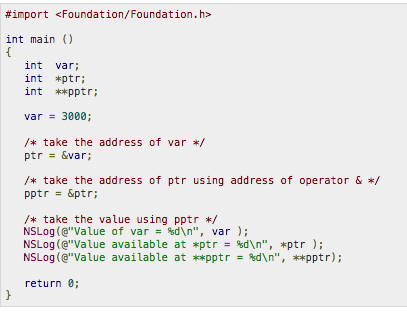 #import <Foundation/Foundation.h>
int main ()
{
int  var;
int  *ptr;
int  **pptr;
var = 3000;
/* take the address of var */
ptr = &var;
/* take the address of ptr using address of operator & */
pptr = &ptr;
/* take the value using pptr */
NSLog(@"Value of var = %d\n", var );
NSLog(@"Value available at *ptr = %d\n", *ptr );
NSLog(@"Value available at **pptr = %d\n", **pptr);
return 0;
}